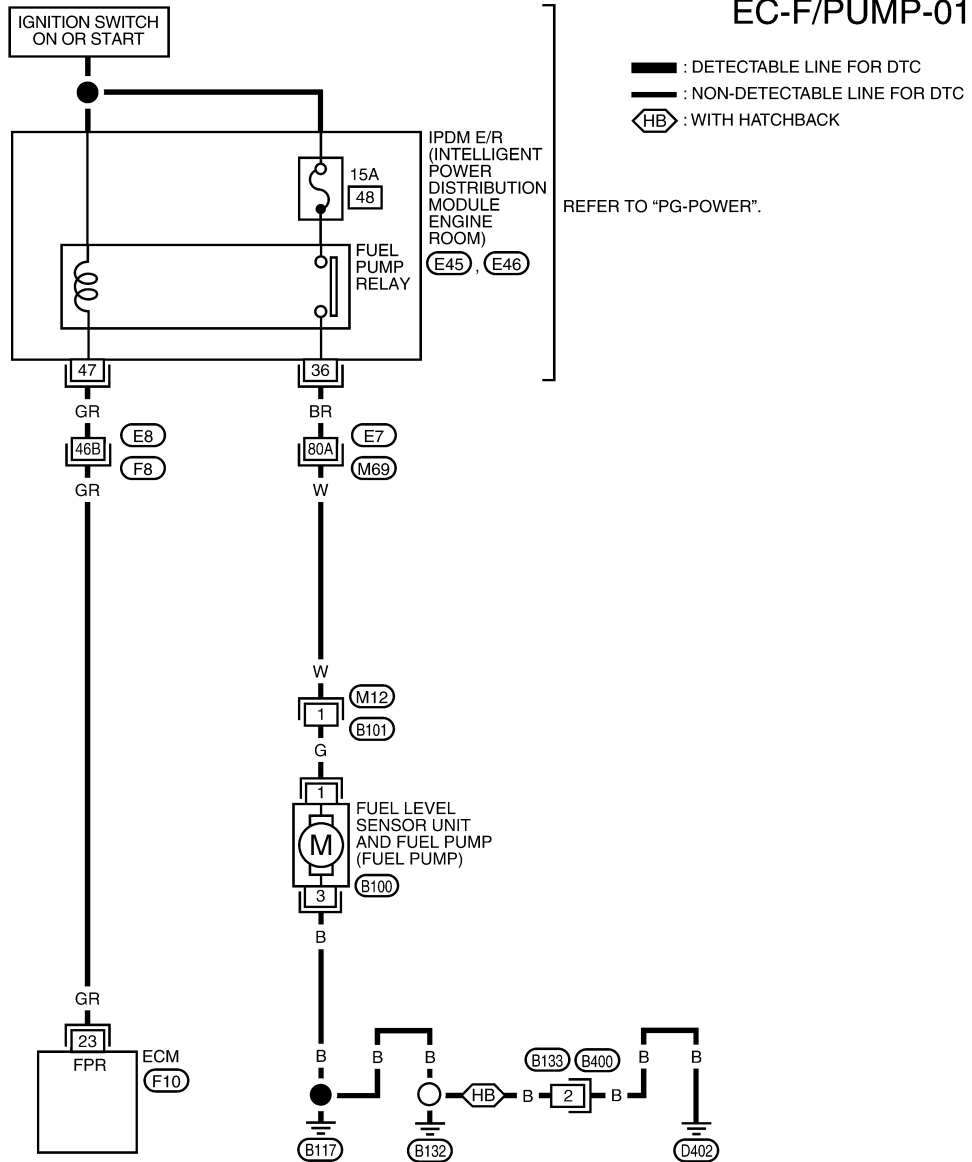 EC-F/PUMP-01
IGNITION SWITCH
ON OR START
: DETECTABLE LINE FOR DTC
: NON-DETECTABLE LINE FOR DTC
HB : WITH HATCHBACK
IPDM E/R
(INTELLIGENT
POWER
DISTRIBUTION
MODULE
ENGINE
ROOM)
E45 , E46
15A
48
REFER TO “PG-POWER”.
FUEL
PUMP
RELAY
47
36
GR
BR
46B
E8
F8
80A
E7
M69
GR
W
W
1
M12
B101
G
1
FUEL LEVEL
SENSOR UNIT
AND FUEL PUMP
(FUEL PUMP)
M
B100
3
B
GR
23
FPR
ECM
F10
B
B
B
B133
B400
B
B
HB
B
2
B
B117
B132
D402